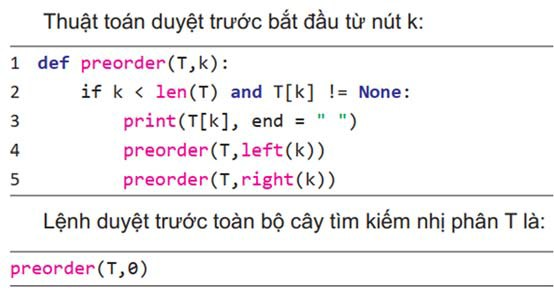 Thuật toán duyệt trước bắt đầu từ nút k:
1 def preorder(T,k):
2     if k < len(T) and T[k] != None:
3         print(T[k], end = " ")
4         preorder(T,left(k))
5         preorder(T,right(k))
Lệnh duyệt trước toàn bộ cây tìm kiếm nhị phân T là:
preorder(T,0)